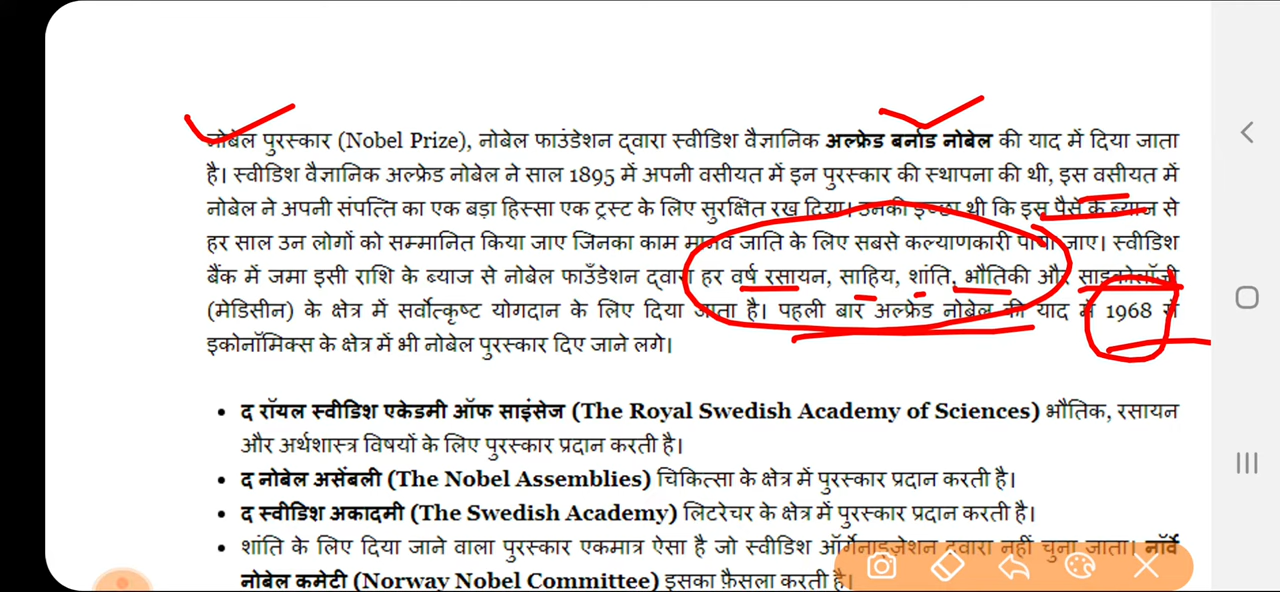 नोबेल पुरस्कार (Nobel Prize), नोबेल फाउंडेशन द्वारा स्वीडिश वैज्ञानिक अल्फ्रेड बर्नाड नोबेल की याद में दिया जाता
है। स्वीडिश वैज्ञानिक अल्फ्रेड नोबेल ने साल 1895 में अपनी वसीयत में इन पुरस्कार की स्थापना की थी, इस वसीयत में
नोबेल ने अपनी संपत्ति का एक बड़ा हिस्सा एक ट्रस्ट के लिए सुरक्षित रख दिया। उनकी इच्छा थी कि इस पैसे के ब्याज से
हर साल उन लोगों को सम्मानित किया जाए जिनका काम मानव जाति के लिए सबसे कल्याणकारी पाया जाए। स्वीडिश
बैंक में जमा इसी राशि के ब्याज से नोबेल फाउँडेशन द्वारा हर वर्ष रसायन, साहिय, शांति, भौतिकी और साइकोलॉजी
(मेडिसीन) के क्षेत्र में सर्वोत्कृष्ट योगदान के लिए दिया जाता है। पहली बार अल्फ्रेड नोबेल की याद में 1968 से
इकोनॉमिक्स के क्षेत्र में भी नोबेल पुरस्कार दिए जाने लगे।
• द रॉयल स्वीडिश एकेडमी ऑफ साइंसेज (The Royal Swedish Academy of Sciences) भौतिक, रसायन
और अर्थशास्त्र विषयों के लिए पुरस्कार प्रदान करती है।
• द नोबेल असेंबली (The Nobel Assemblies) चिकित्सा के क्षेत्र में पुरस्कार प्रदान करती है।
• द स्वीडिश अकादमी (The Swedish Academy) लिटरेचर के क्षेत्र में पुरस्कार प्रदान करती है।
• शांति के लिए दिया जाने वाला पुरस्कार एकमात्र ऐसा है जो स्वीडिश ऑर्गेनाइज़ेशन द्वारा नहीं चुना जाता। नॉर्वे
नोबेल कमेटी (Norway Nobel Committee) इसका फ़ैसला करती है।